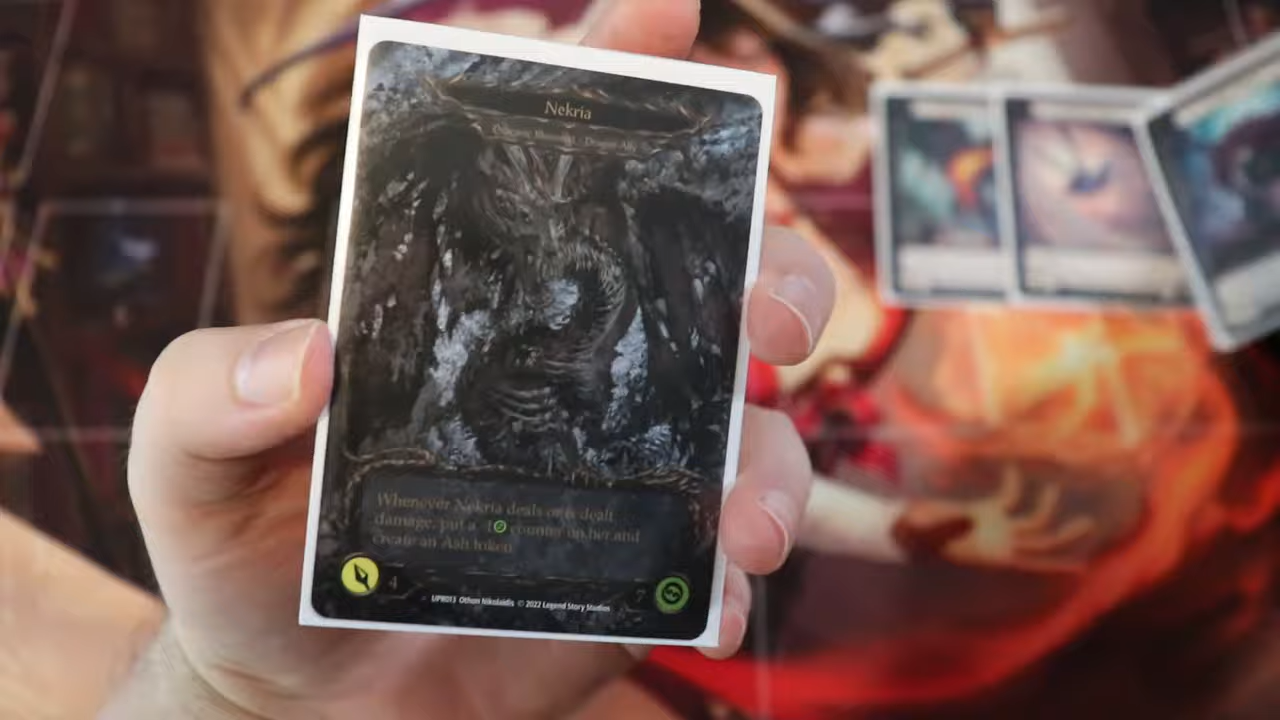 Nekria
Whenever Nekria deals or is dealt
damage, put a -1 counter on her and
create an Ash token
4
7
UPR013 Othon Nikolaidis © 2022 Legend Story Studios